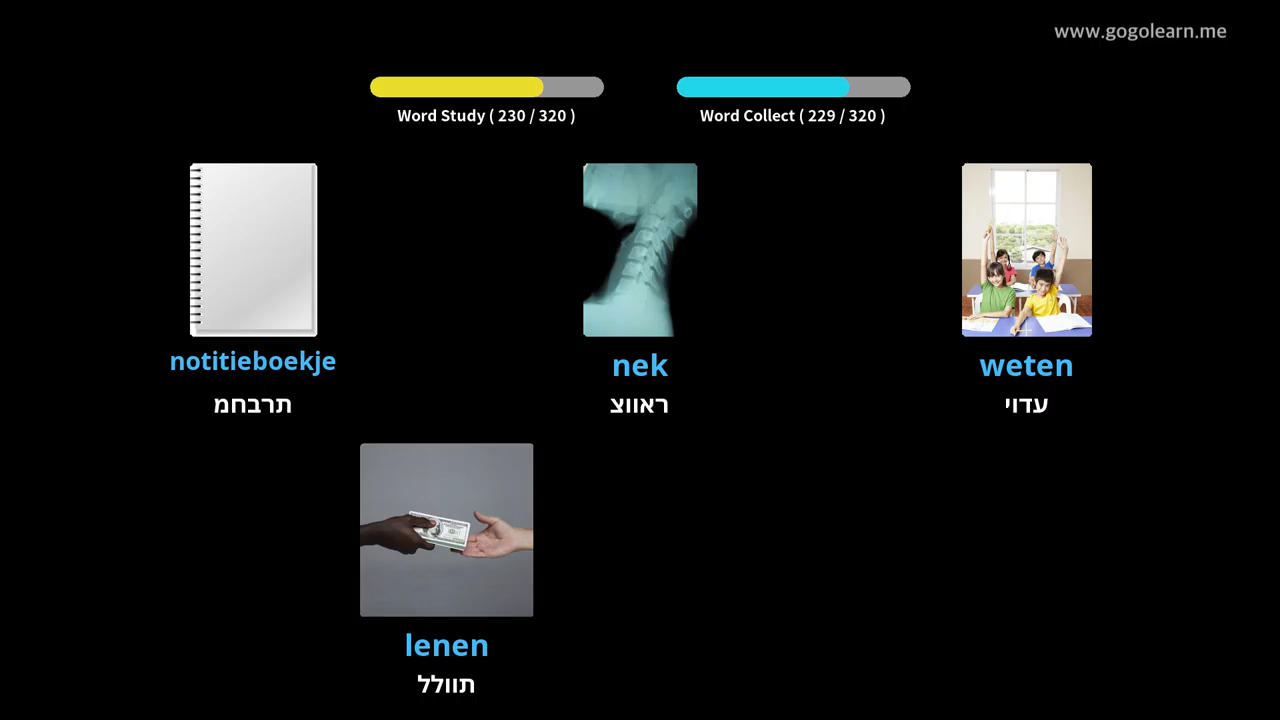 www.gogolearn.me
Word Study ( 230 / 320 )
Word Collect ( 229 / 320 )
notitieboekje
תרבחמ
nek
ראווצ
weten
עדוי
lenen
תוולל